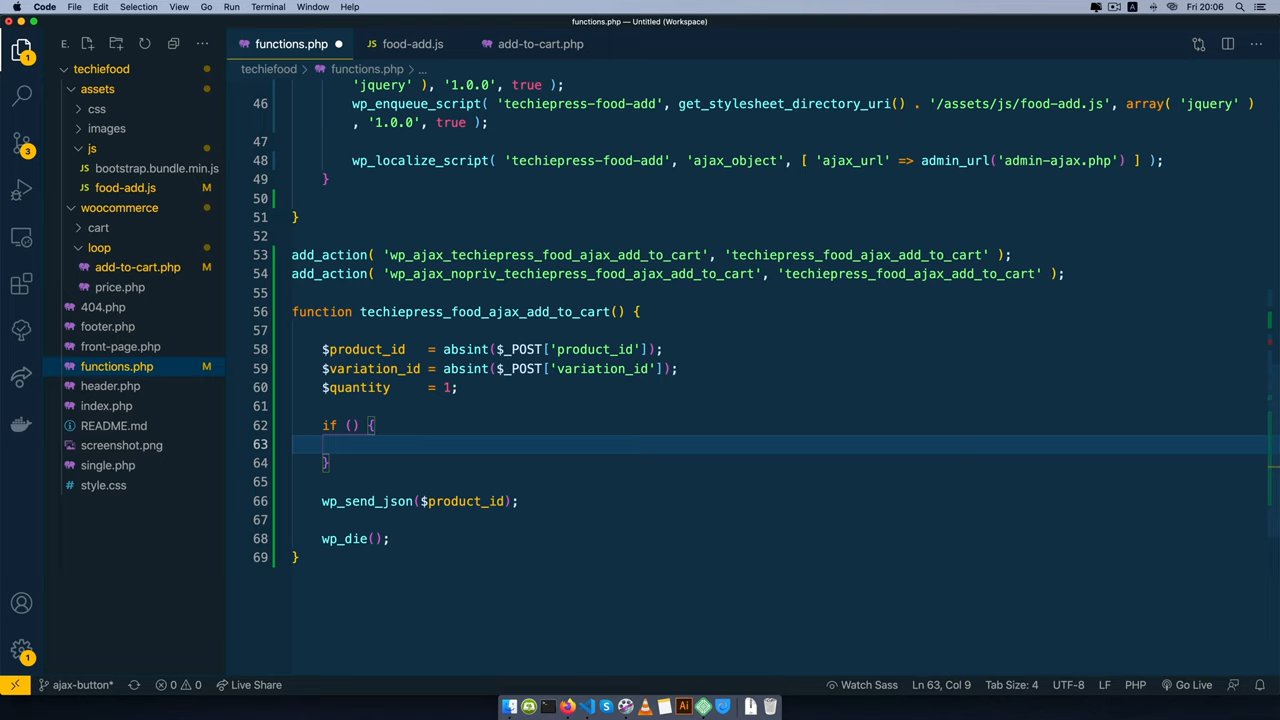 Code File Edit Selection View Go Run Terminal Window Help
A Fri 20:06
functions.php — Untitled (Workspace)
E.
functions.php
JS food-add.js
add-to-cart.php
techiefood > functions.php > ...
techiefood
assets
css
images
js
bootstrap.bundle.min.js
JS food-add.js M
woocommerce
cart
loop
add-to-cart.php M
price.php
404.php
footer.php
front-page.php
functions.php M
header.php
index.php
README.md
screenshot.png
single.php
style.css
1
3
1
'jquery' ), '1.0.0', true );
46 wp_enqueue_script( 'techiepress-food-add', get_stylesheet_directory_uri() . '/assets/js/food-add.js', array( 'jquery' )
, '1.0.0', true );
47
48 wp_localize_script( 'techiepress-food-add', 'ajax_object', [ 'ajax_url' => admin_url('admin-ajax.php') ] );
49 }
50
51 }
52
53 add_action( 'wp_ajax_techiepress_food_ajax_add_to_cart', 'techiepress_food_ajax_add_to_cart' );
54 add_action( 'wp_ajax_nopriv_techiepress_food_ajax_add_to_cart', 'techiepress_food_ajax_add_to_cart' );
55
56 function techiepress_food_ajax_add_to_cart() {
57
58 $product_id = absint($_POST['product_id']);
59 $variation_id = absint($_POST['variation_id']);
60 $quantity = 1;
61
62 if () {
63
64 }
65
66 wp_send_json($product_id);
67
68 wp_die();
69 }
ajax-button* 0 0 Live Share
Watch Sass Ln 63, Col 9 Tab Size: 4 UTF-8 LF PHP Go Live